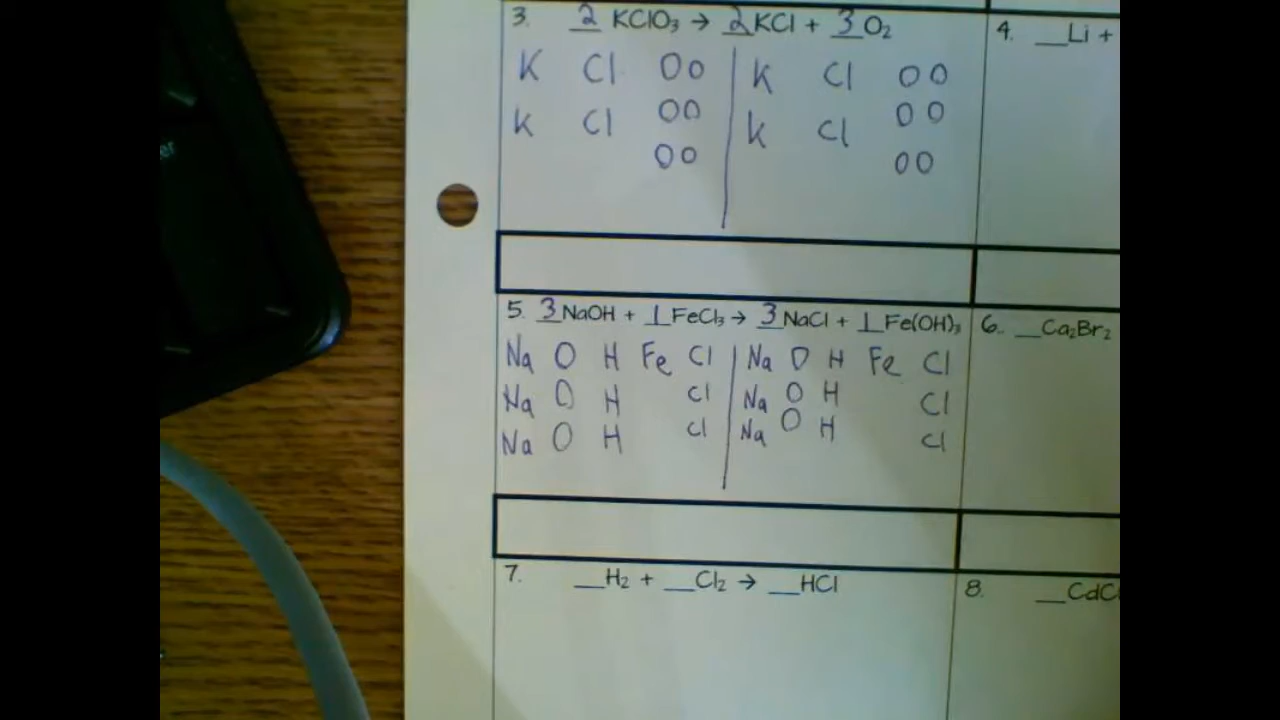 3. 2 KClO₃ → 2 KCl + 3 O₂
K Cl OO | K Cl OO
K Cl OO | K Cl OO
OO | OO
4. __Li +
5. 3 NaOH + 1 FeCl₃ → 3 NaCl + 1 Fe(OH)₃
Na O H Fe Cl | Na O H Fe Cl
Na O H Cl | Na O H Cl
Na O H Cl | Na O H Cl
6. __Ca₂Br₂
7. __H₂ + __Cl₂ → __HCl
8. __CdC